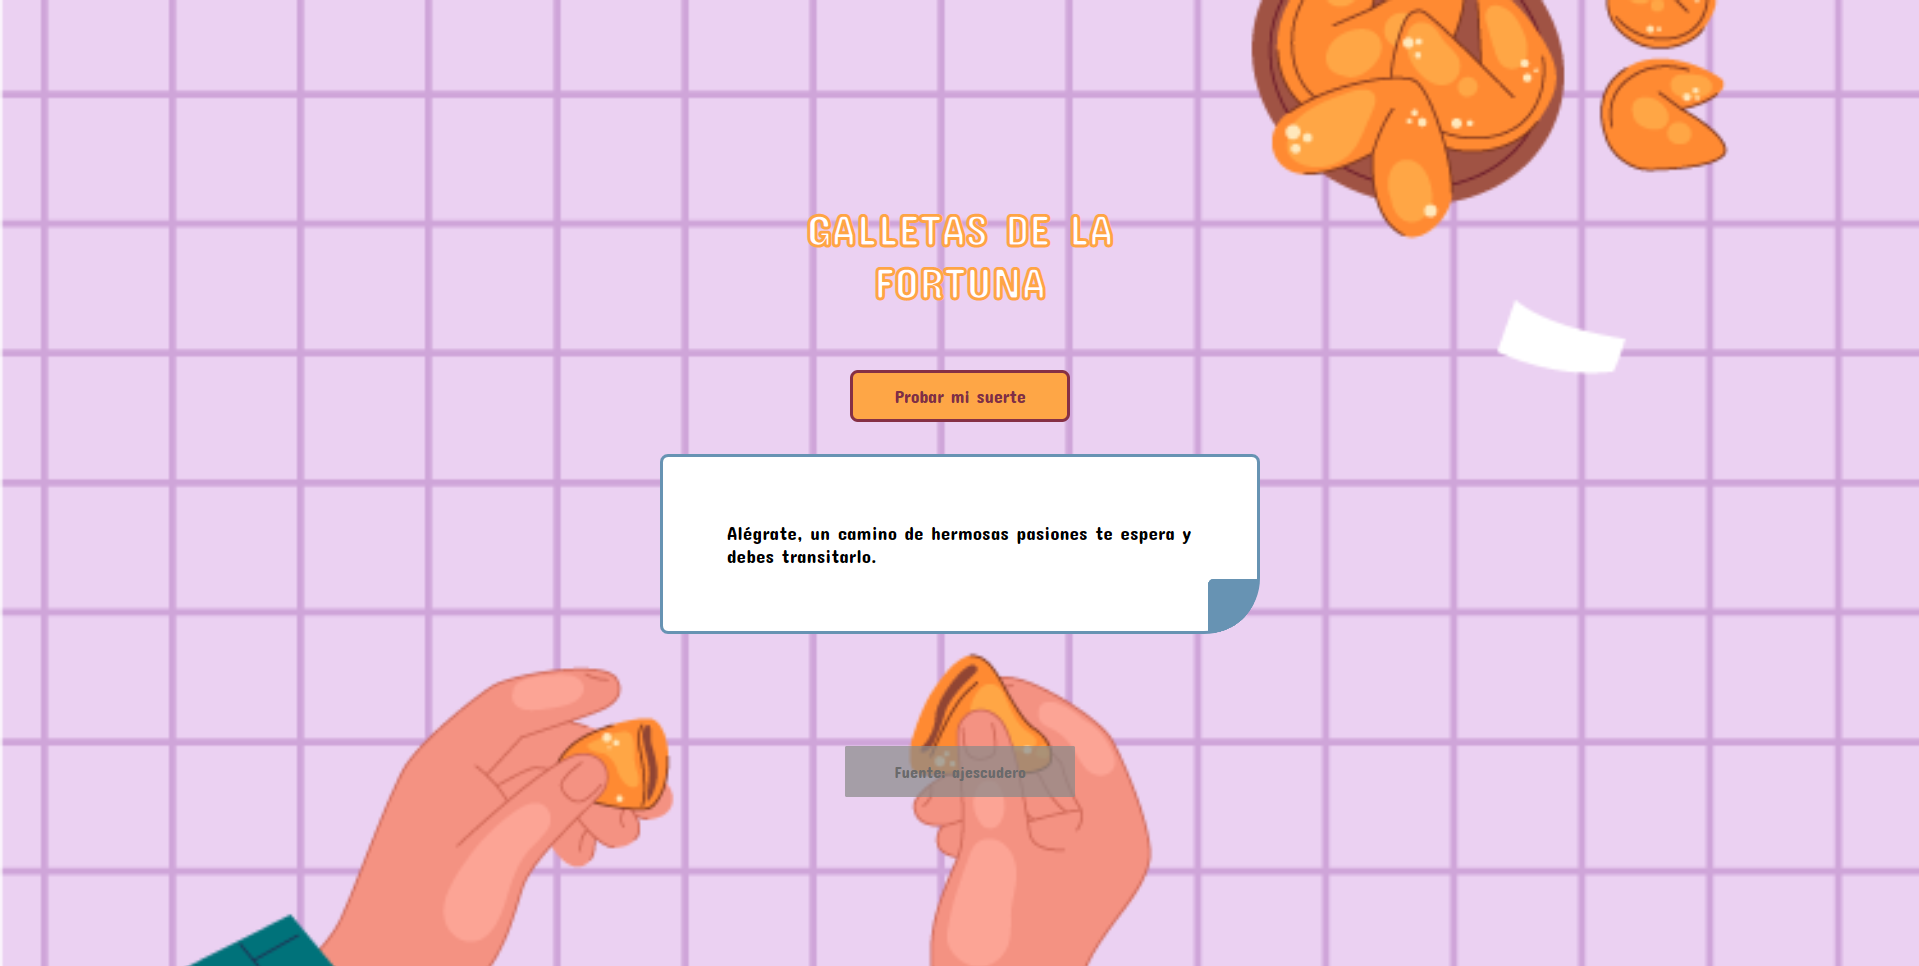 GALLETAS DE LA
FORTUNA
Probar mi suerte
Alégrate, un camino de hermosas pasiones te espera y
debes transitarlo.
Fuente: ajescudero